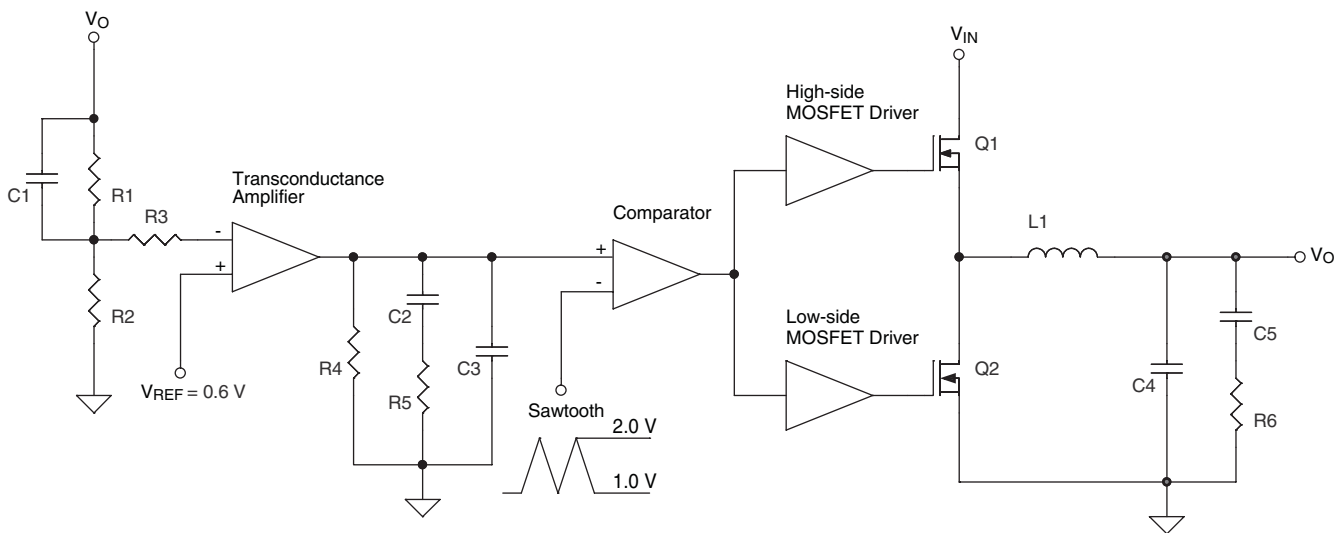 VO
VIN
High-side
MOSFET Driver
Q1
C1
R1
Transconductance
Amplifier
R3
Comparator
L1
-
+
+
-
VO
R2
C2
Low-side
MOSFET Driver
C5
R4
C3
Q2
C4
VREF = 0.6 V
R5
Sawtooth
R6
2.0 V
1.0 V